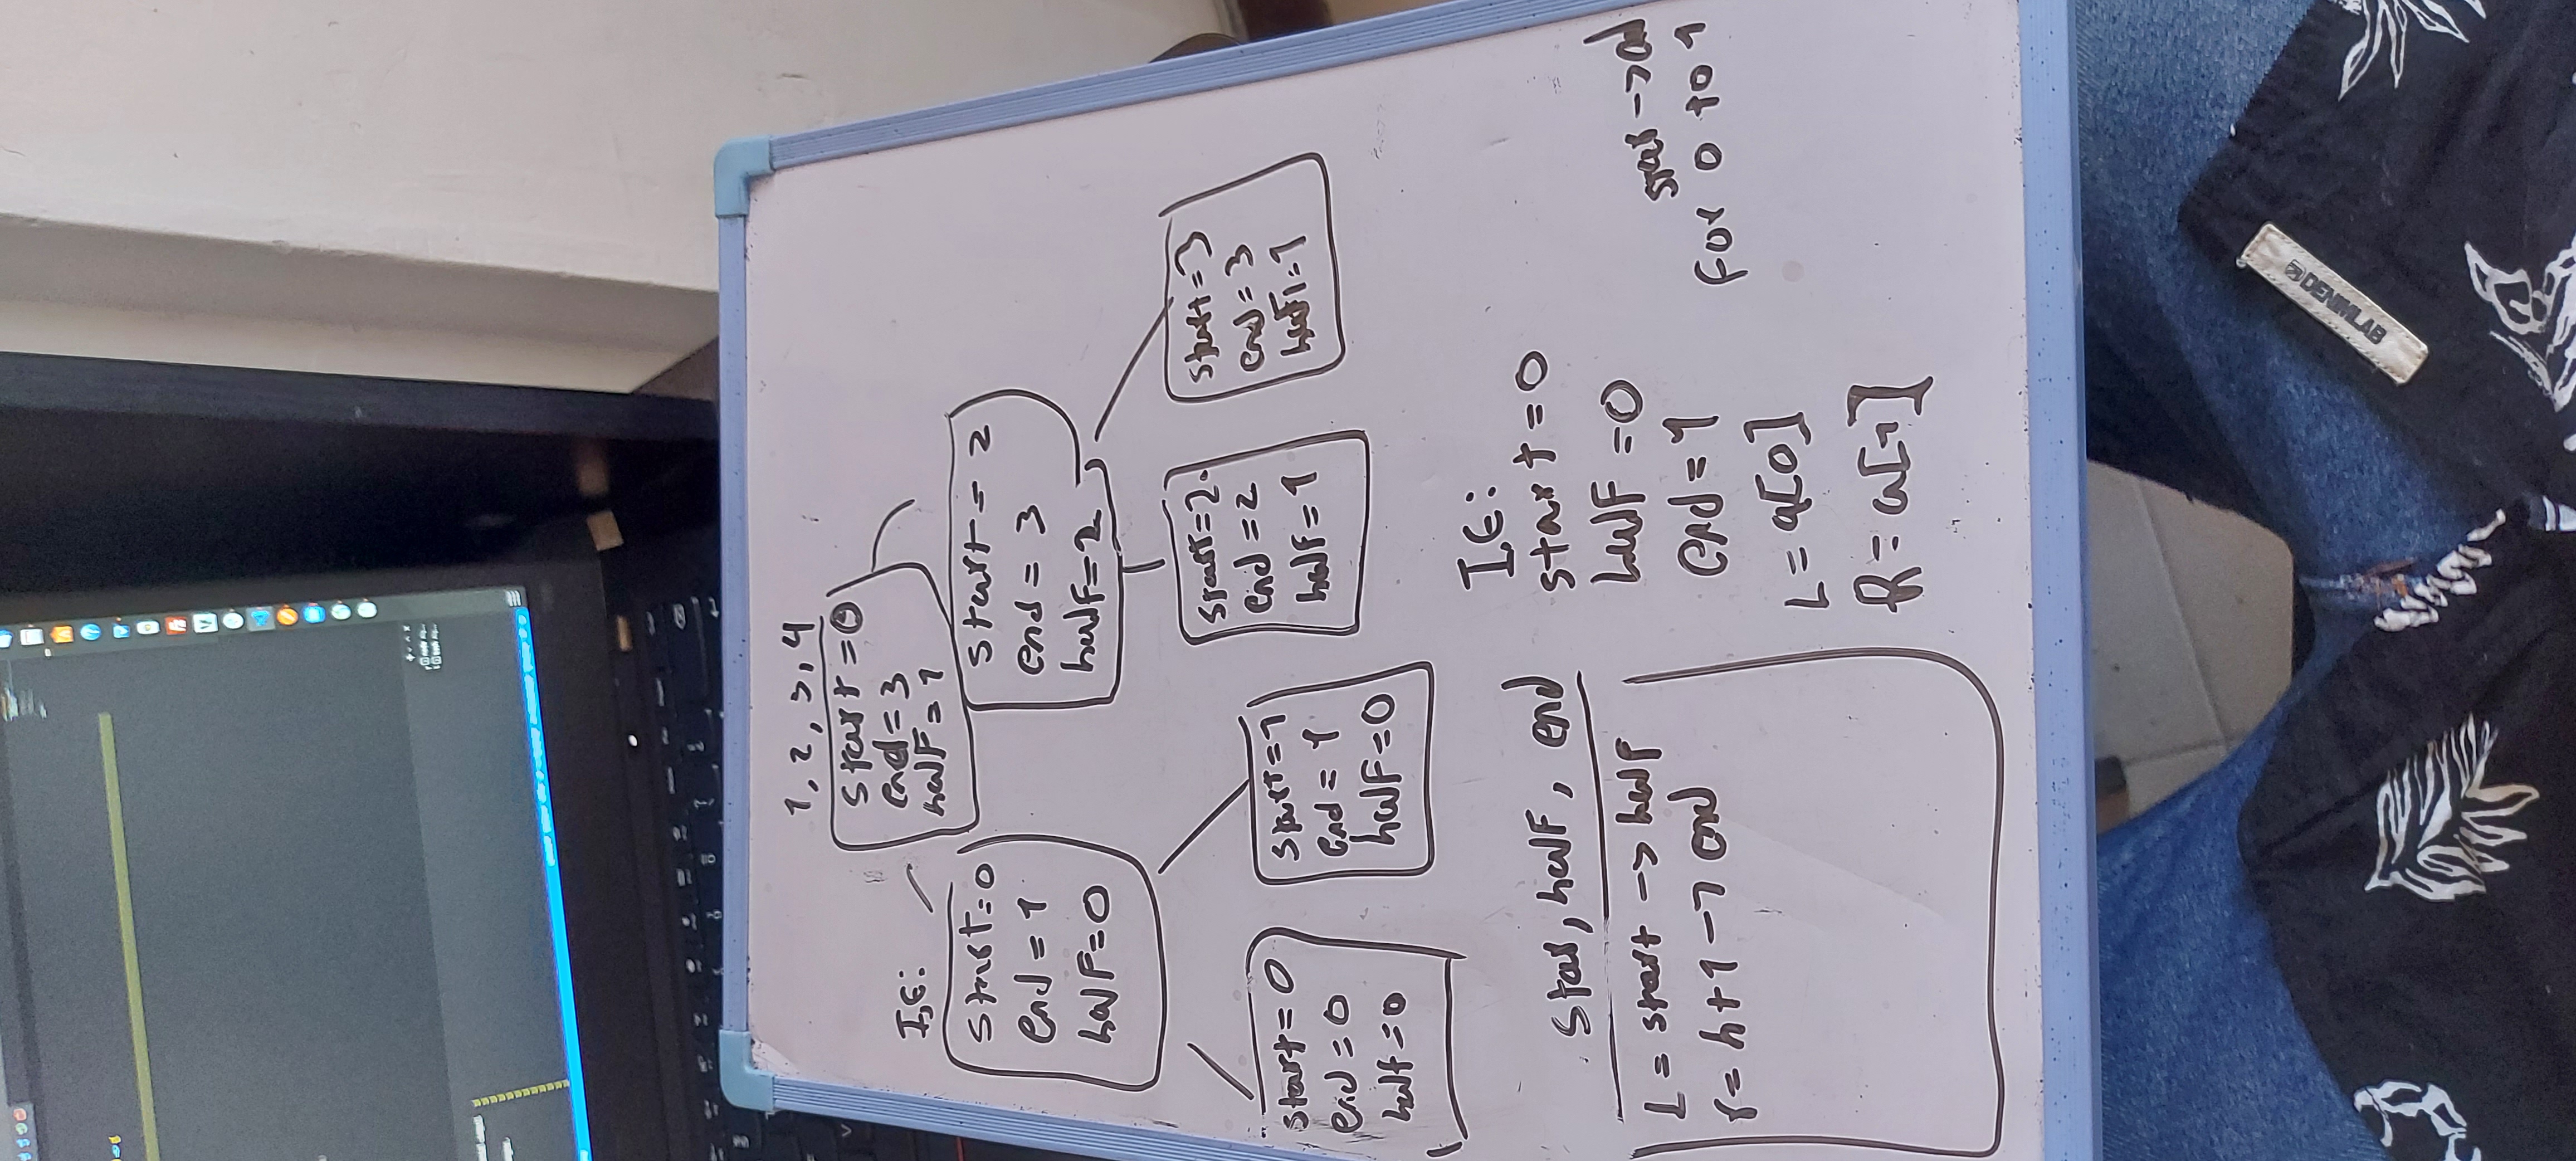 1, 2, 3, 4
start = 0
end = 3
half = 1
I,E:
start = 0
end = 1
half = 0
start = 2
end = 3
half = 2
start = 0
end = 0
half = 0
start = 1
end = 1
half = 0
start = 2
end = 2
half = 1
start = 3
end = 3
half = 1
star, half, end
L = start -> half
r = h+1 -> end
I,E:
start = 0
half = 0
end = 1
L = a[0]
R = a[1]
star -> end
For 0 to 1
DENIMLAB